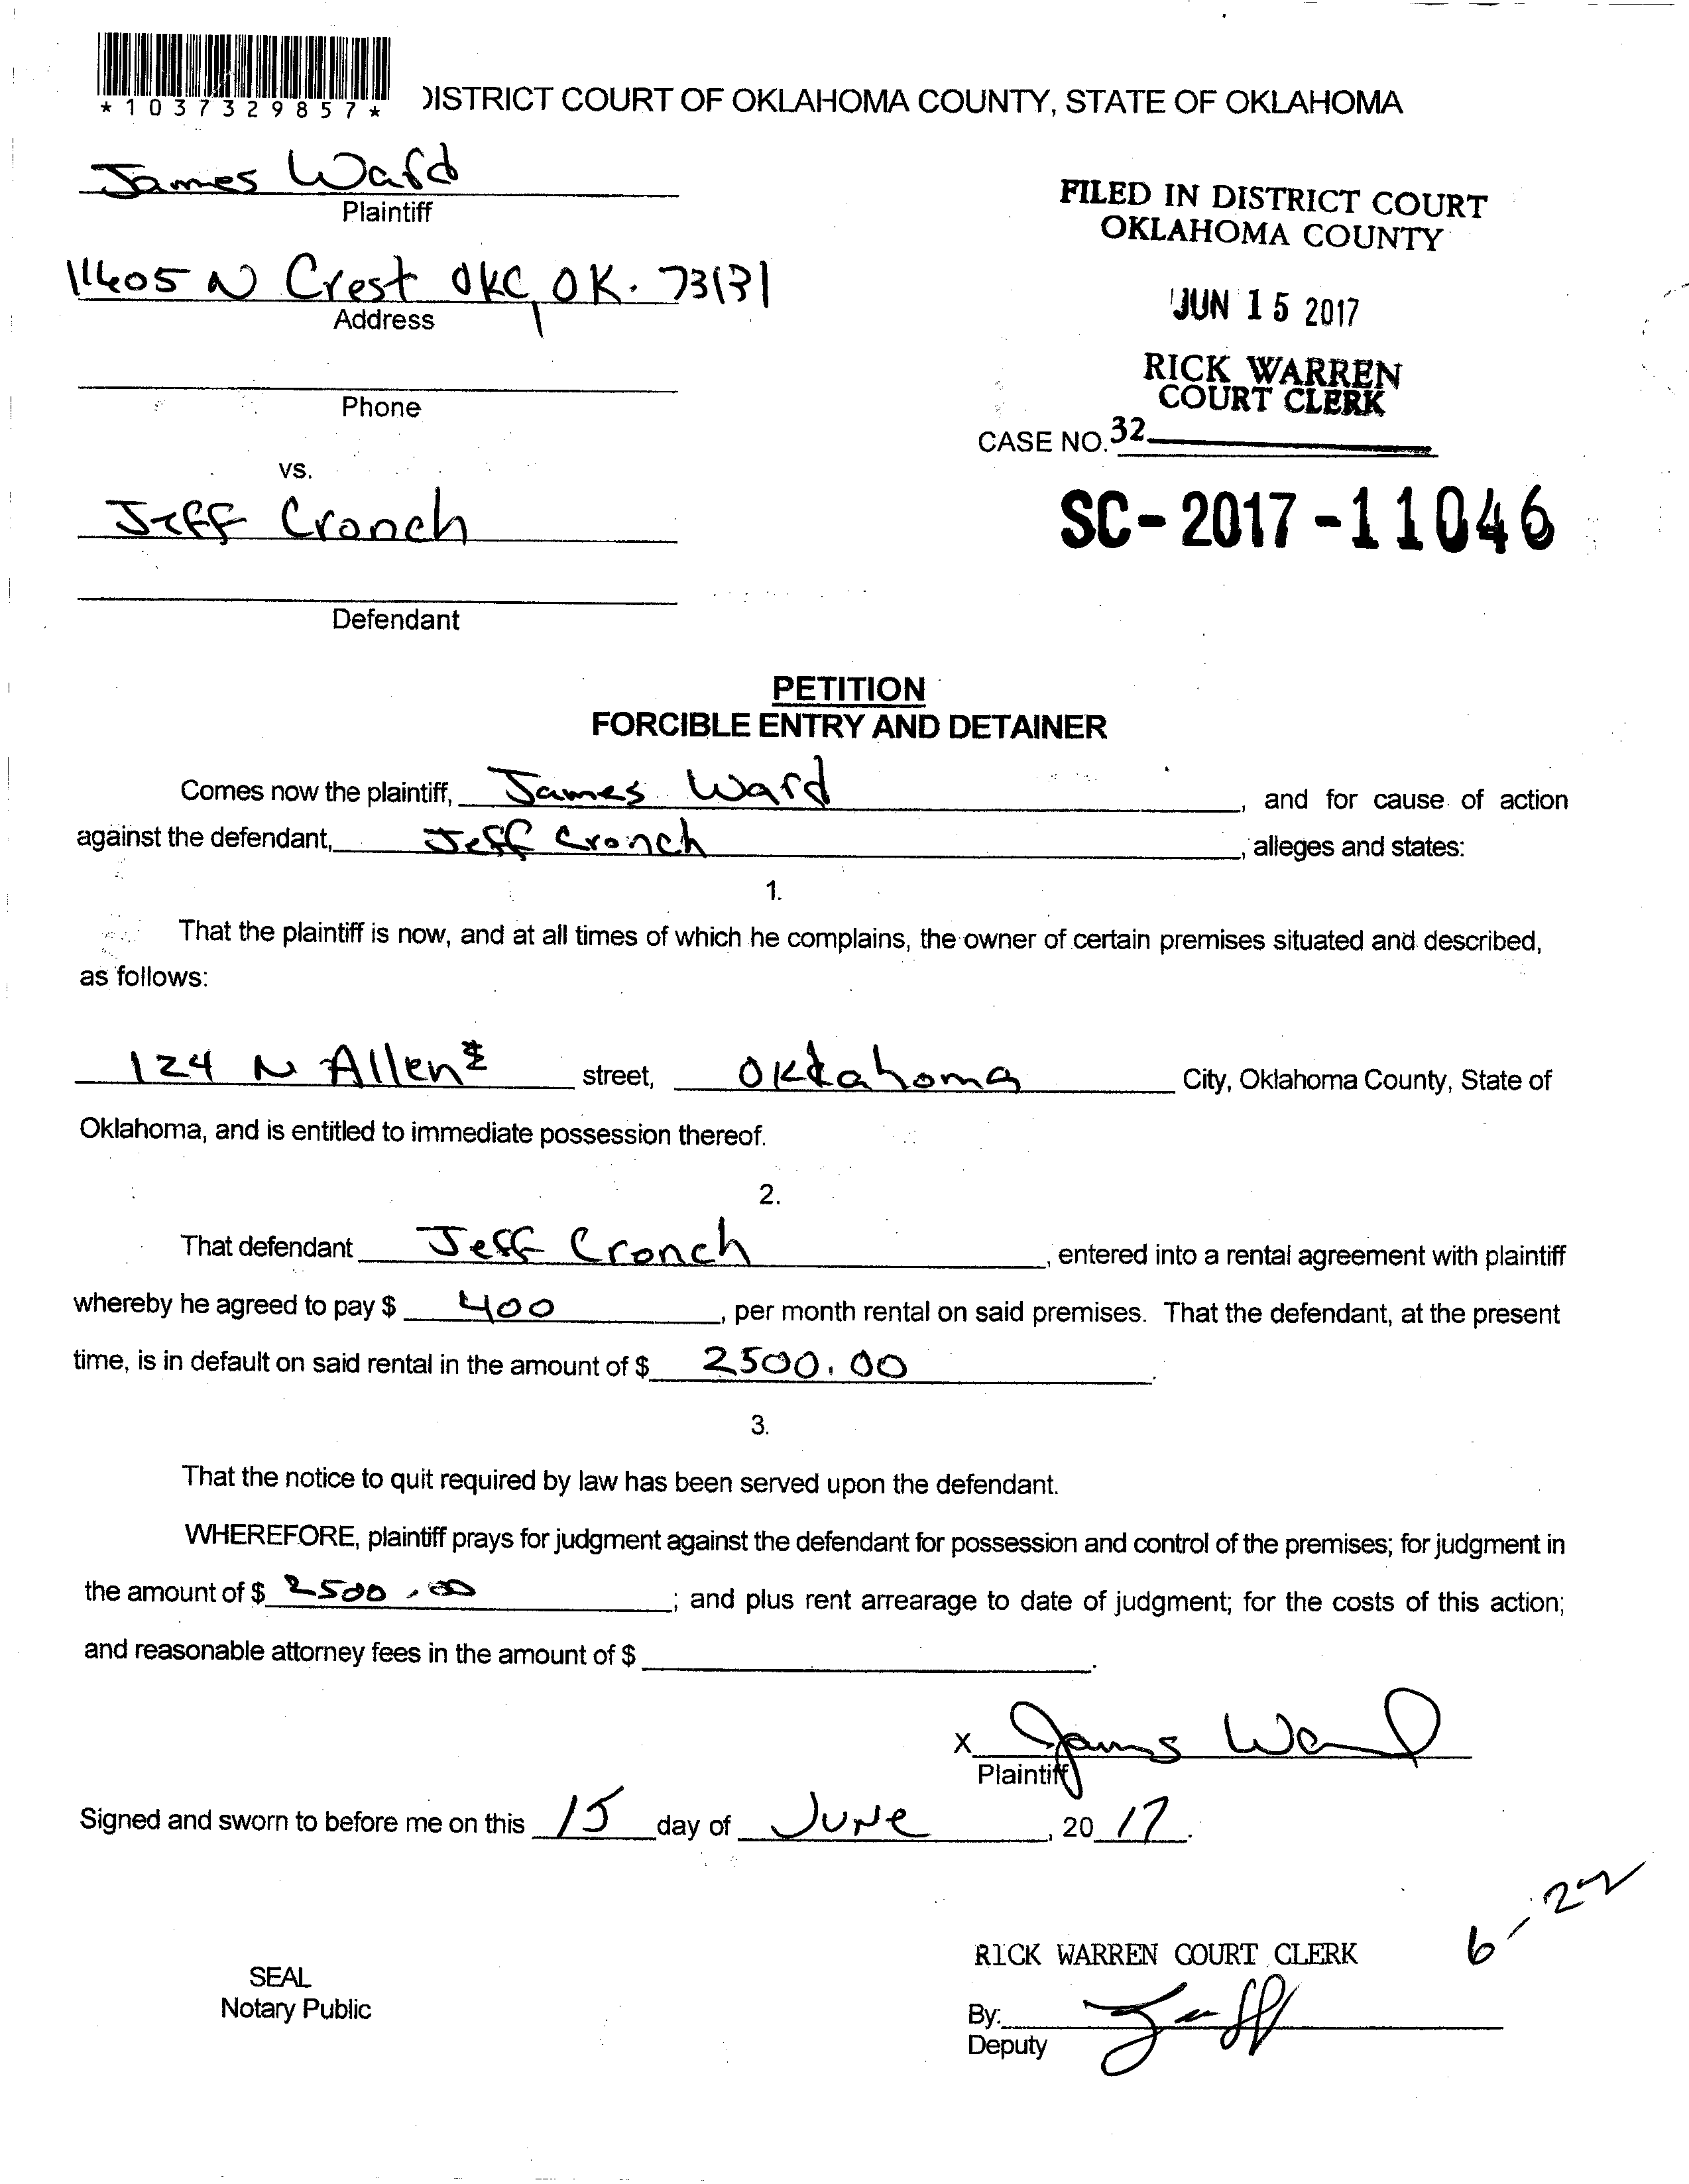 *1037329857*
DISTRICT COURT OF OKLAHOMA COUNTY, STATE OF OKLAHOMA
James Ward
Plaintiff
FILED IN DISTRICT COURT
OKLAHOMA COUNTY
11605 N Crest OKC, OK. 73131
Address
JUN 15 2017
RICK WARREN
COURT CLERK
Phone
CASE NO. 32
vs.
Jeff Cronch
SC-2017-11046
Defendant
PETITION
FORCIBLE ENTRY AND DETAINER
Comes now the plaintiff, James Ward, and for cause of action
against the defendant, Jeff Cronch, alleges and states:
1.
That the plaintiff is now, and at all times of which he complains, the owner of certain premises situated and described,
as follows:
124 N Allen street, Oklahoma City, Oklahoma County, State of
Oklahoma, and is entitled to immediate possession thereof.
2.
That defendant Jeff Cronch, entered into a rental agreement with plaintiff
whereby he agreed to pay $ 400, per month rental on said premises. That the defendant, at the present
time, is in default on said rental in the amount of $ 2500.00.
3.
That the notice to quit required by law has been served upon the defendant.
WHEREFORE, plaintiff prays for judgment against the defendant for possession and control of the premises; for judgment in
the amount of $ 2500.00; and plus rent arrearage to date of judgment; for the costs of this action;
and reasonable attorney fees in the amount of $.
x James Ward
Plaintiff
Signed and sworn to before me on this 15 day of June, 2017.
6-22
RICK WARREN COURT CLERK
SEAL
Notary Public
By:
Deputy